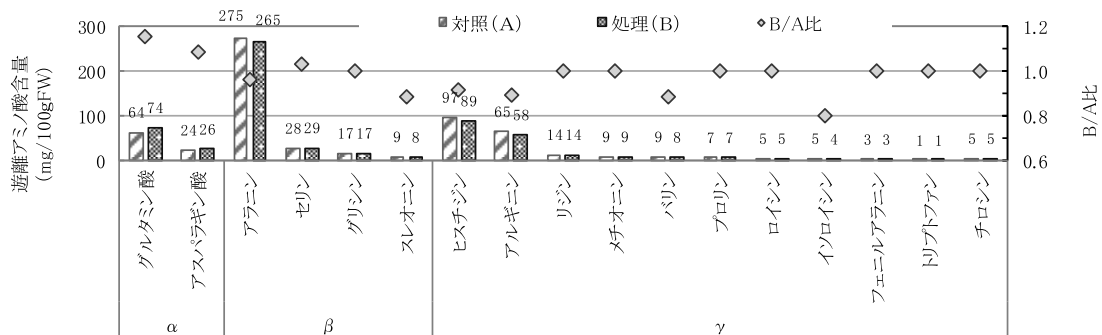 対照(A) 処理(B) B/A比
遊離アミノ酸含量
(mg/100gFW)
300
200
100
0
275 265
64 74
24 26
28 29
17 17
9 8
97 89
65 58
14 14
9 9
9 8
7 7
5 5
5 4
3 3
1 1
5 5
1.2
1.0
0.8
0.6
B/A比
グルタミン酸
アスパラギン酸
アラニン
セリン
グリシン
スレオニン
ヒスチジン
アルギニン
リジン
メチオニン
バリン
プロリン
ロイシン
イソロイシン
フェニルアラニン
トリプトファン
チロシン
α β γ